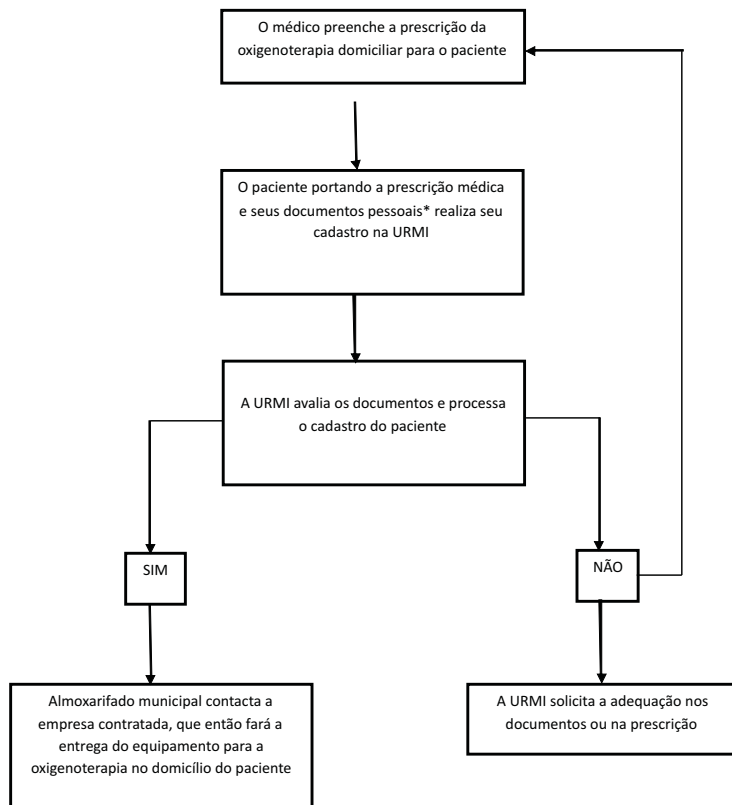 O médico preenche a prescrição da
oxigenoterapia domiciliar para o paciente
O paciente portando a prescrição médica
e seus documentos pessoais* realiza seu
cadastro na URMI
A URMI avalia os documentos e processa
o cadastro do paciente
SIM
NÃO
Almoxarifado municipal contacta a
empresa contratada, que então fará a
entrega do equipamento para a
oxigenoterapia no domicílio do paciente
A URMI solicita a adequação nos
documentos ou na prescrição